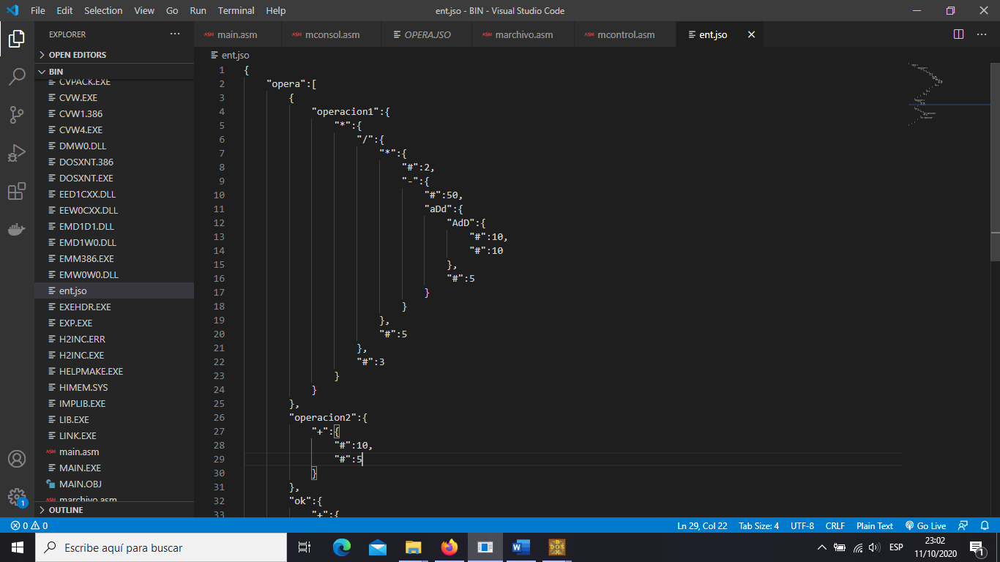 File Edit Selection View Go Run Terminal Help
ent.jso - BIN - Visual Studio Code
EXPLORER
OPEN EDITORS
BIN
CVPACK.EXE
CVW.EXE
CVW1.386
CVW4.EXE
DMW0.DLL
DOSXNT.386
DOSXNT.EXE
EED1CXX.DLL
EEW0CXX.DLL
EMD1D1.DLL
EMD1W0.DLL
EMM386.EXE
EMW0W0.DLL
ent.jso
EXEHDR.EXE
EXP.EXE
H2INC.ERR
H2INC.EXE
HELPMAKE.EXE
HIMEM.SYS
IMPLIB.EXE
LIB.EXE
LINK.EXE
ASM main.asm
MAIN.EXE
MAIN.OBJ
ASM marchivo.asm
OUTLINE
ASM main.asm
ASM mconsol.asm
OPERA.JSO
ASM marchivo.asm
ASM mcontrol.asm
ent.jso
ent.jso
1 {
2 "opera":[
3 {
4 "operacion1":{
5 "*":{
6 "/":{
7 "*":{
8 "#":2,
9 "-":{
10 "#":50,
11 "aDd":{
12 "AdD":{
13 "#":10,
14 "#":10
15 },
16 "#":5
17 }
18 }
19 },
20 "#":5
21 },
22 "#":3
23 }
24 }
25 },
26 "operacion2":{
27 "+":{
28 "#":10,
29 "#":5
30 }
31 },
32 "ok":{
33 "+":{
1
0 0
Ln 29, Col 22 Tab Size: 4 UTF-8 CRLF Plain Text Go Live
Escribe aquí para buscar
ESP
23:02
11/10/2020
1